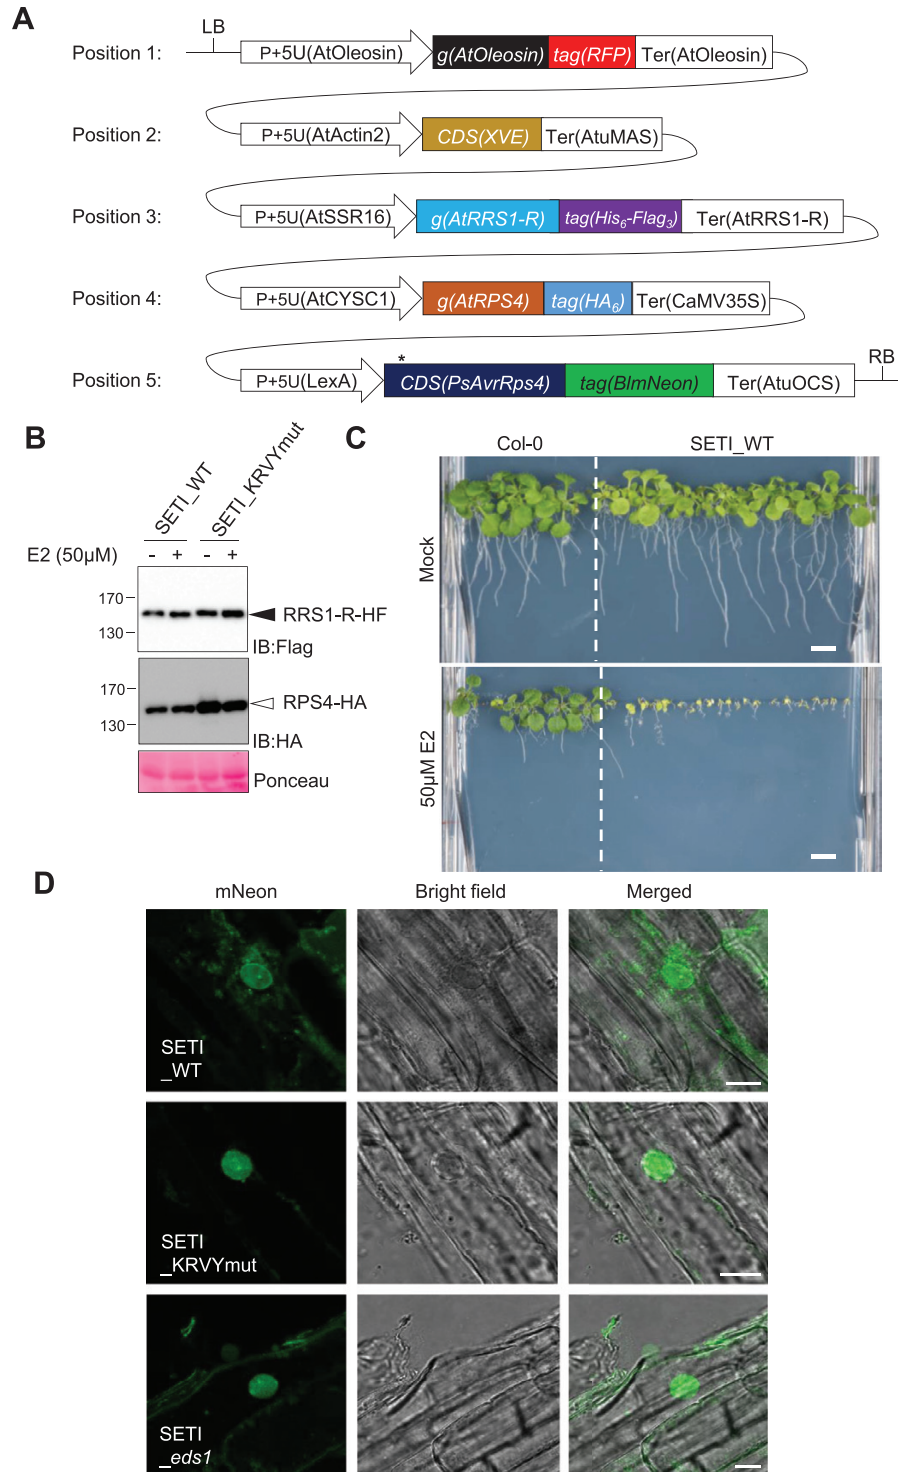 A
LB
Position 1: P+5U(AtOleosin) g(AtOleosin) tag(RFP) Ter(AtOleosin)
Position 2: P+5U(AtActin2) CDS(XVE) Ter(AtuMAS)
Position 3: P+5U(AtSSR16) g(AtRRS1-R) tag(His6-Flag3) Ter(AtRRS1-R)
Position 4: P+5U(AtCYSC1) g(AtRPS4) tag(HA6) Ter(CaMV35S)
RB
*
Position 5: P+5U(LexA) CDS(PsAvrRps4) tag(BlmNeon) Ter(AtuOCS)
B
SETI_WT SETI_KRVYmut
E2 (50μM) - + - +
170
RRS1-R-HF
130
IB:Flag
170
RPS4-HA
130
IB:HA
Ponceau
C
Col-0 SETI_WT
Mock
50μM E2
D
mNeon Bright field Merged
SETI
_WT
SETI
_KRVYmut
SETI
_eds1